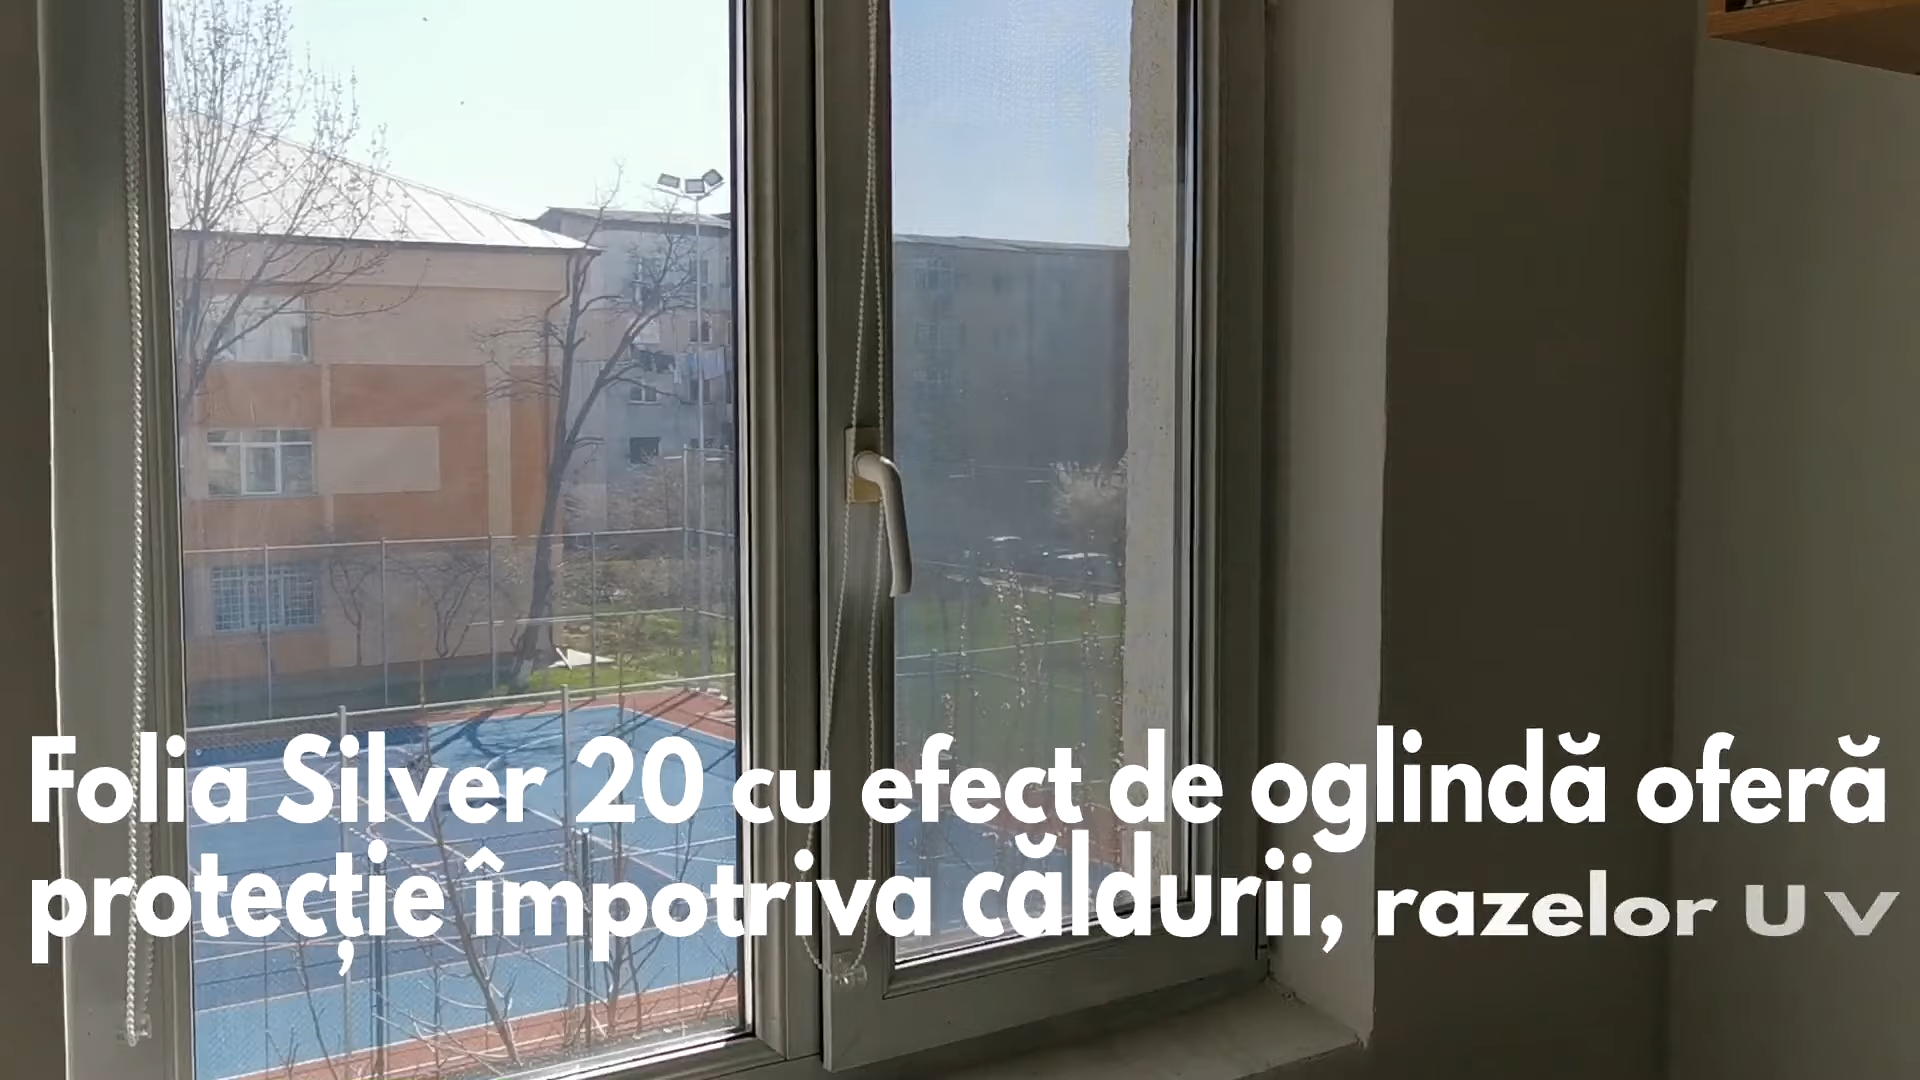 Folia Silver 20 cu efect de oglindă oferă
protecție împotriva căldurii, razelor UV